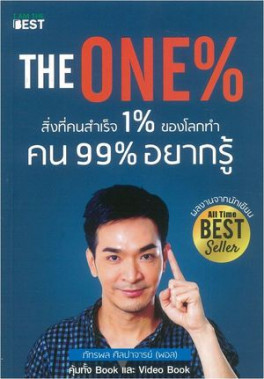 BEST
THE ONE%
สิ่งที่คนสำเร็จ 1% ของโลกทำ
คน 99% อยากรู้
ผลงานจากนักเขียน
All Time
BEST
Seller
ภัทรพล ศิลปาจารย์ (พอล)
คุ้มทั้ง Book และ Video Book